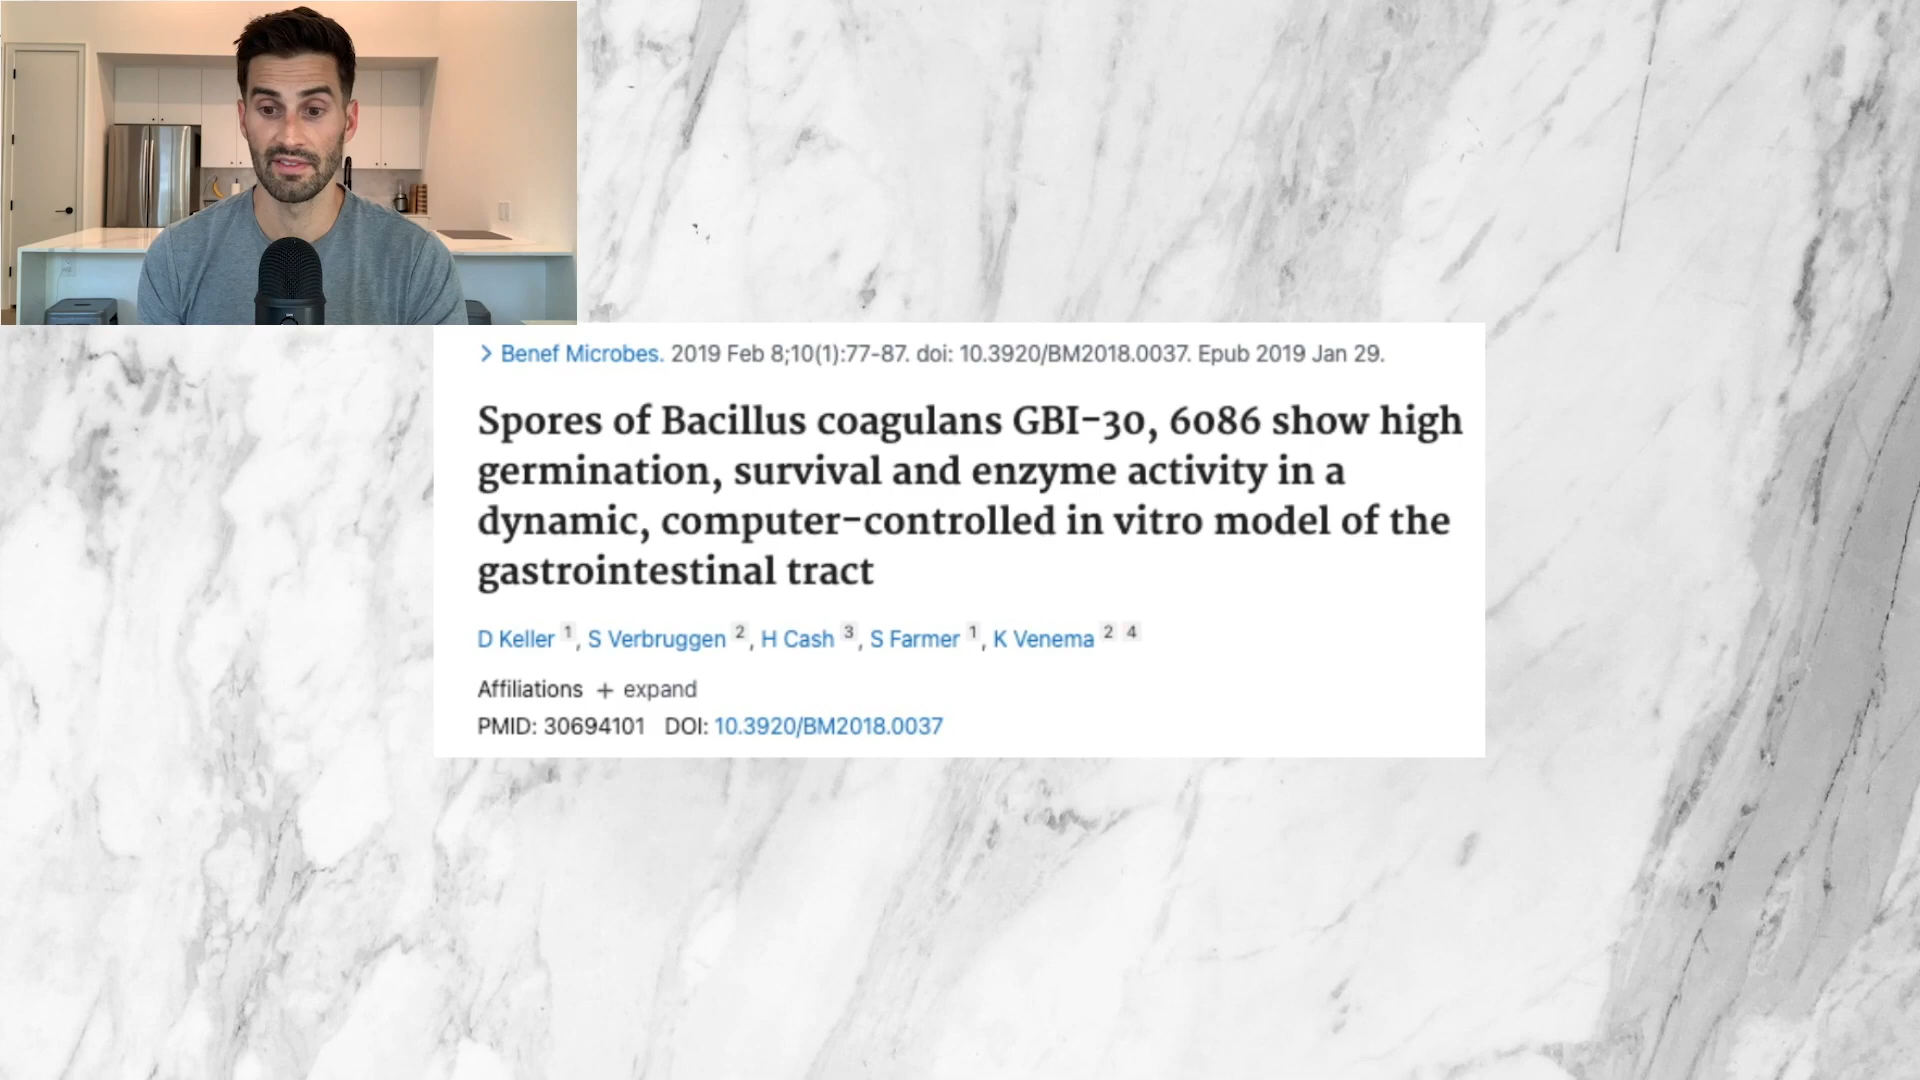 > Benef Microbes. 2019 Feb 8;10(1):77-87. doi: 10.3920/BM2018.0037. Epub 2019 Jan 29.
Spores of Bacillus coagulans GBI-30, 6086 show high
germination, survival and enzyme activity in a
dynamic, computer-controlled in vitro model of the
gastrointestinal tract
D Keller 1, S Verbruggen 2, H Cash 3, S Farmer 1, K Venema 2 4
Affiliations + expand
PMID: 30694101 DOI: 10.3920/BM2018.0037